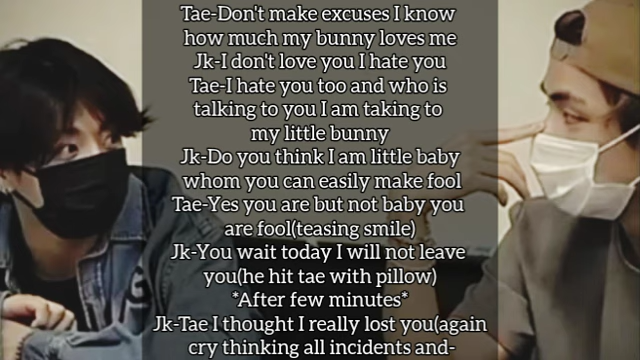 Tae-Don't make excuses I know
how much my bunny loves me
Jk-I don't love you I hate you
Tae-I hate you too and who is
talking to you I am taking to
my little bunny
Jk-Do you think I am little baby
whom you can easily make fool
Tae-Yes you are but not baby you
are fool(teasing smile)
Jk-You wait today I will not leave
you(he hit tae with pillow)
*After few minutes*
Jk-Tae I thought I really lost you(again
cry thinking all incidents and-